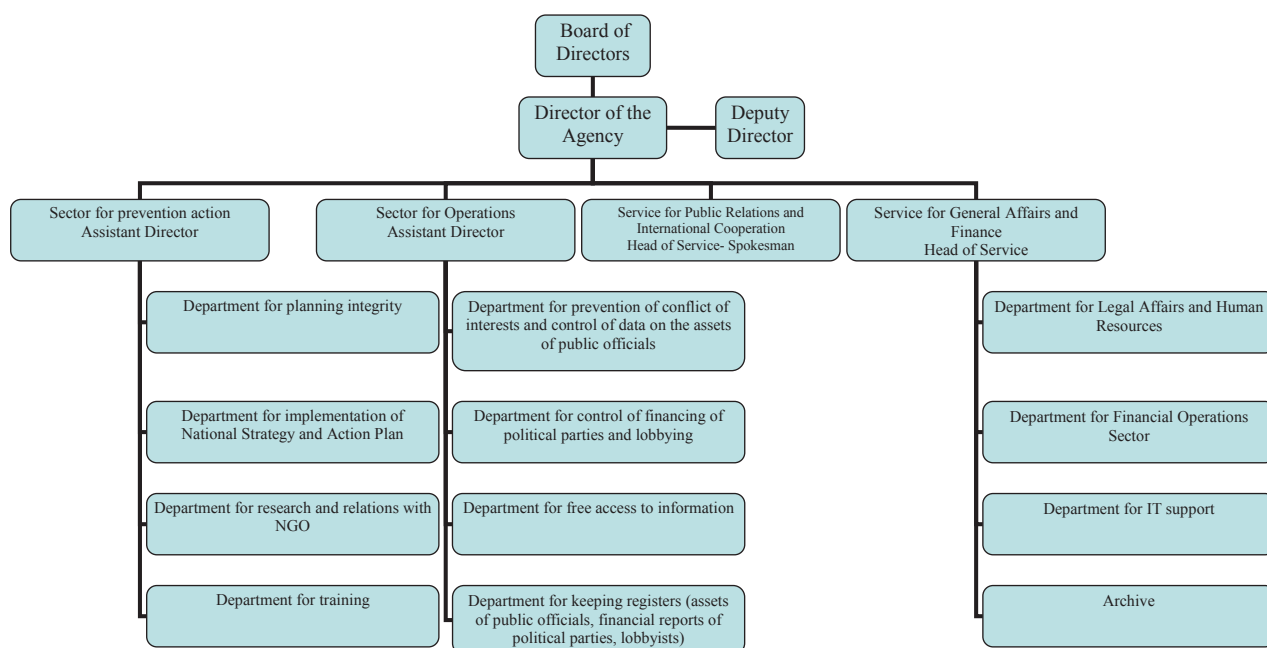 Board of
Directors
Director of the
Agency
Deputy
Director
Sector for prevention action
Assistant Director
Sector for Operations
Assistant Director
Service for Public Relations and
International Cooperation
Head of Service- Spokesman
Service for General Affairs and
Finance
Head of Service
Department for planning integrity
Department for implementation of
National Strategy and Action Plan
Department for research and relations with
NGO
Department for training
Department for prevention of conflict of
interests and control of data on the assets
of public officials
Department for control of financing of
political parties and lobbying
Department for free access to information
Department for keeping registers (assets
of public officials, financial reports of
political parties, lobbyists)
Department for Legal Affairs and Human
Resources
Department for Financial Operations
Sector
Department for IT support
Archive